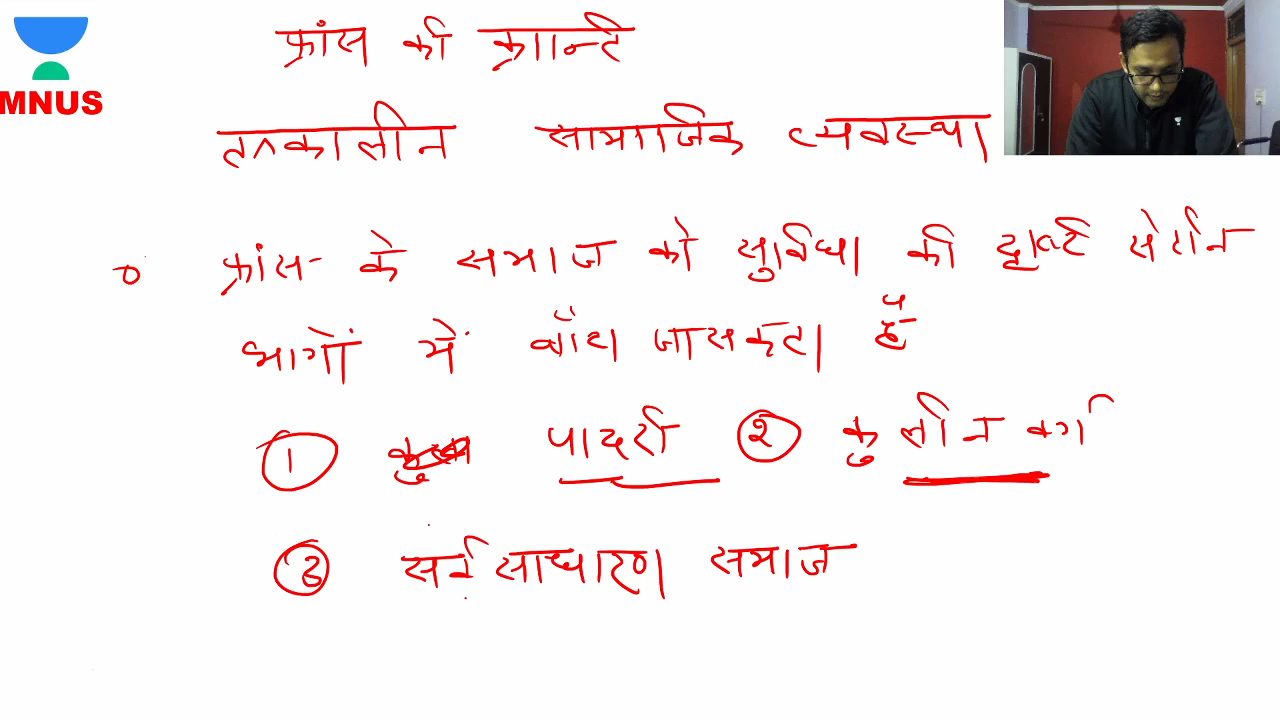 MNUS
फ्रांस की क्रान्ति
तत्कालीन सामाजिक व्यवस्था
फ्रांस के समाज को सुविधा की दृष्टि से तीन
भागों में बाँटा जा सकता है
① पादरी ② कुलीन वर्ग
③ सर्वसाधारण समाज